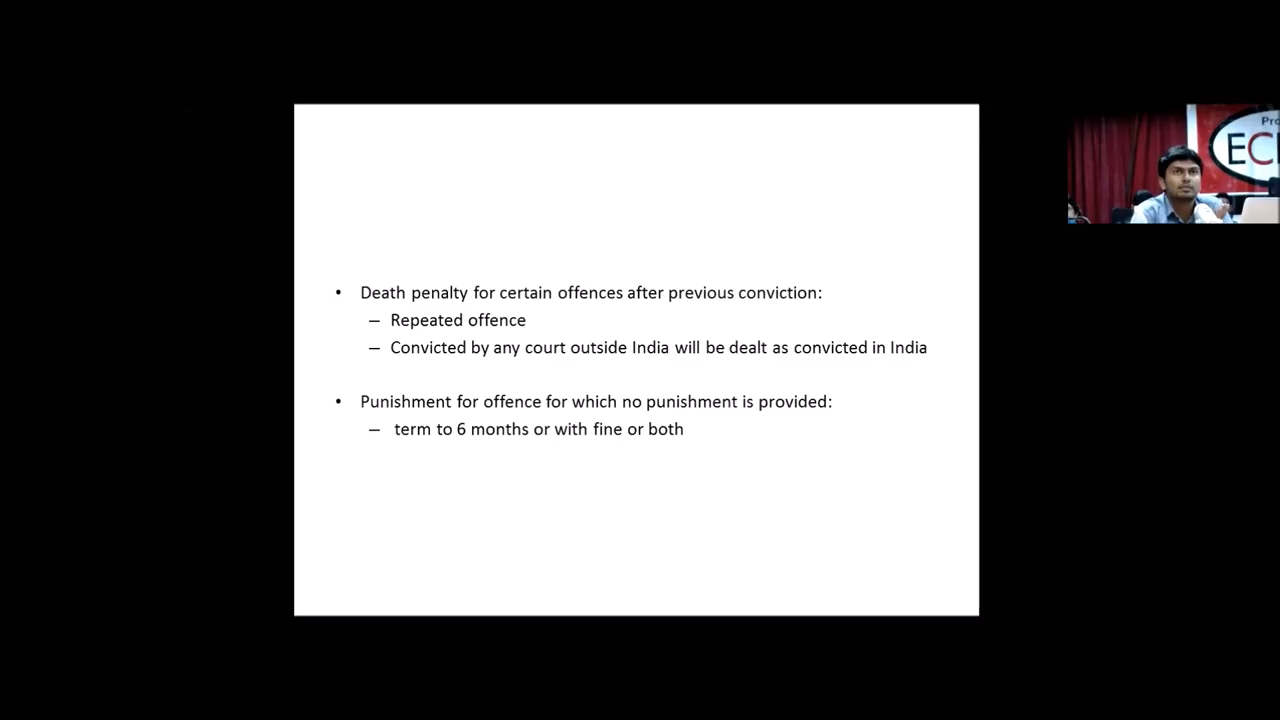 Pro
EC
• Death penalty for certain offences after previous conviction:
– Repeated offence
– Convicted by any court outside India will be dealt as convicted in India
• Punishment for offence for which no punishment is provided:
– term to 6 months or with fine or both